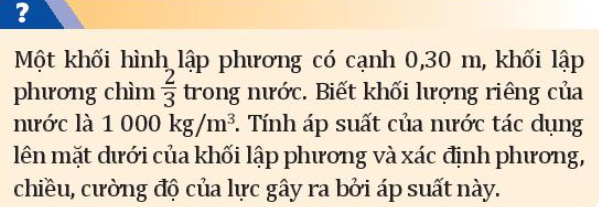 ?
Một khối hình lập phương có cạnh 0,30 m, khối lập
phương chìm 2/3 trong nước. Biết khối lượng riêng của
nước là 1 000 kg/m³. Tính áp suất của nước tác dụng
lên mặt dưới của khối lập phương và xác định phương,
chiều, cường độ của lực gây ra bởi áp suất này.